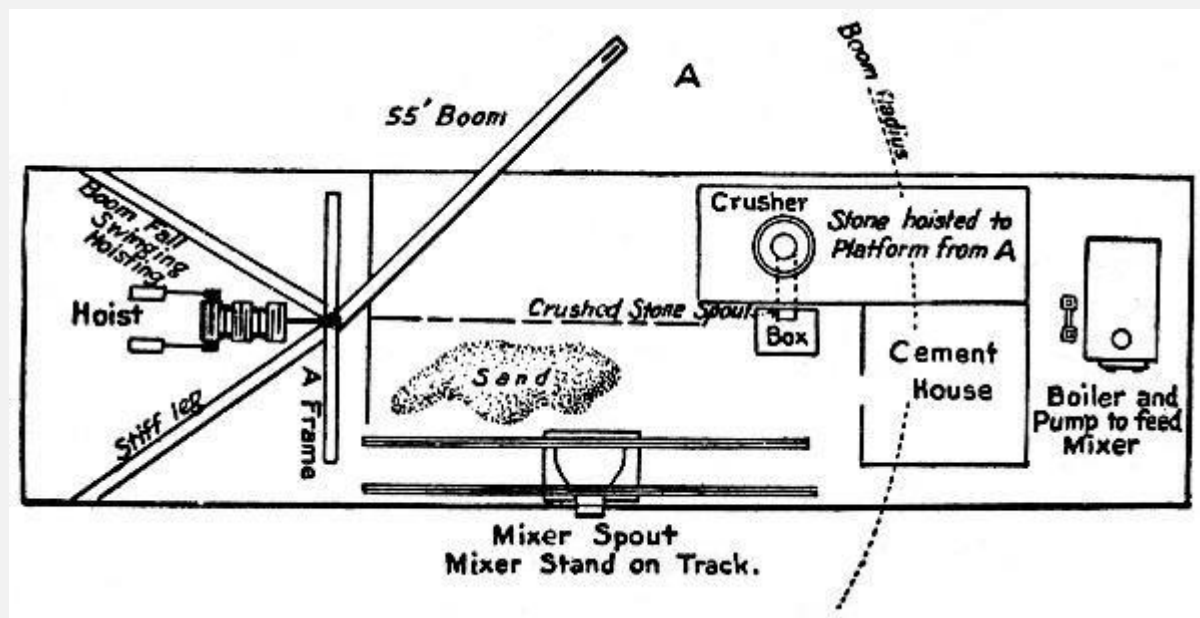 A
Boom Radius
55' Boom
Boom Fall
Swinging
Hoisting
Hoist
Stiff leg
A Frame
Crusher
Stone hoisted to
Platform from A
Crushed Stone Spout
Box
Sand
Cement
House
Boiler and
Pump to feed
Mixer
Mixer Spout
Mixer Stand on Track.